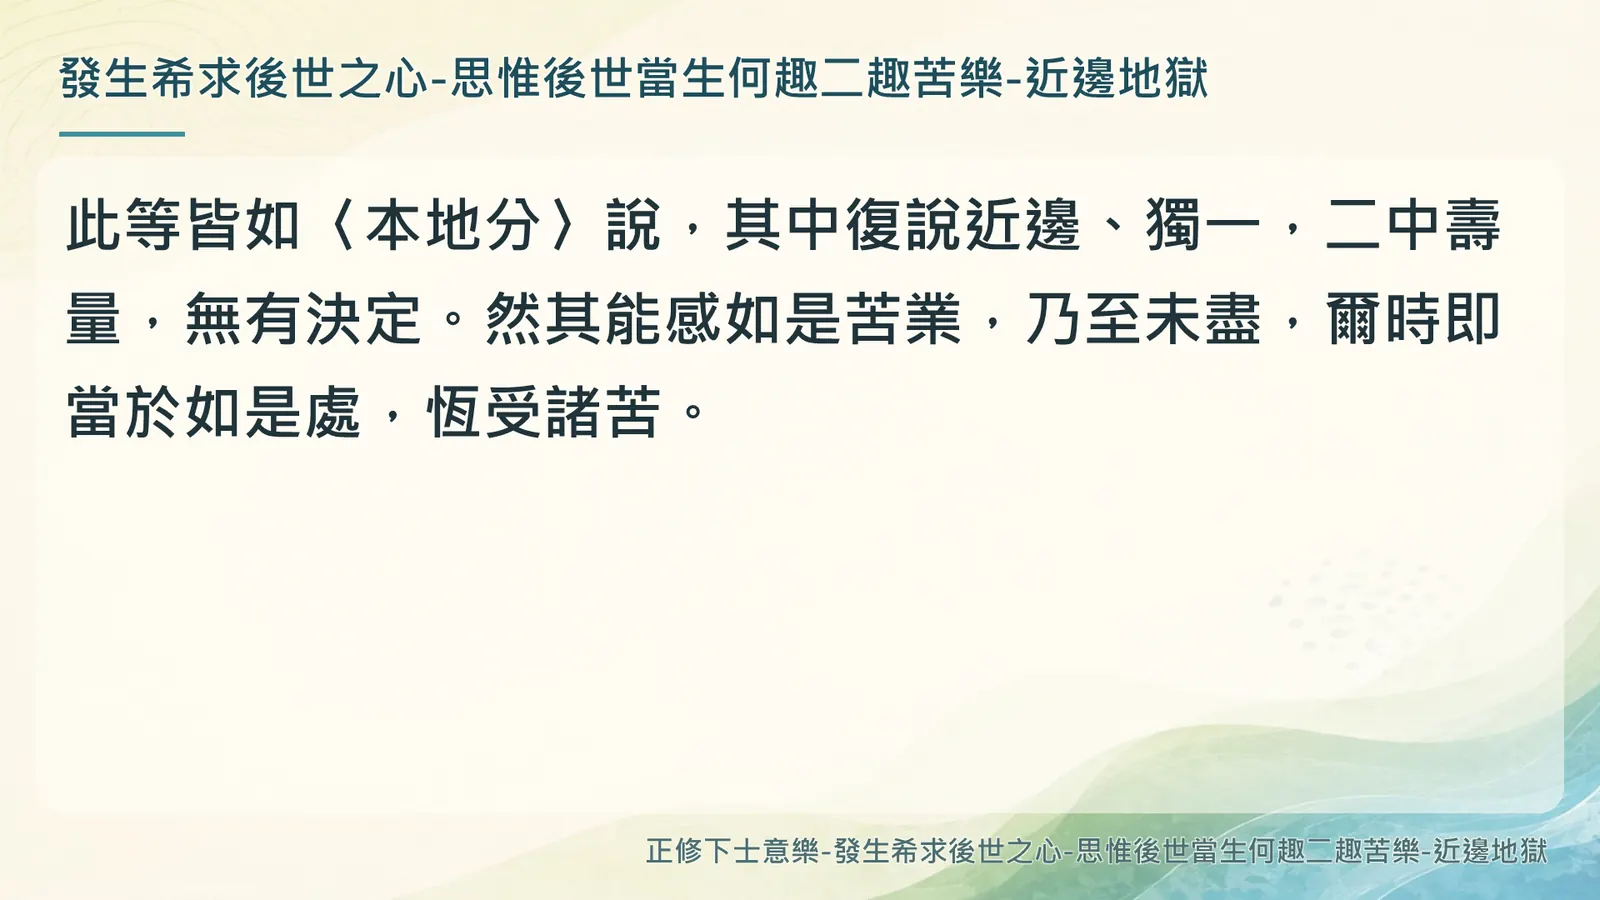 發生希求後世之心-思惟後世當生何趣二趣苦樂-近邊地獄
此等皆如〈本地分〉說，其中復說近邊、獨一，二中壽
量，無有決定。然其能感如是苦業，乃至未盡，爾時即
當於如是處，恆受諸苦。
正修下士意樂-發生希求後世之心-思惟後世當生何趣二趣苦樂-近邊地獄